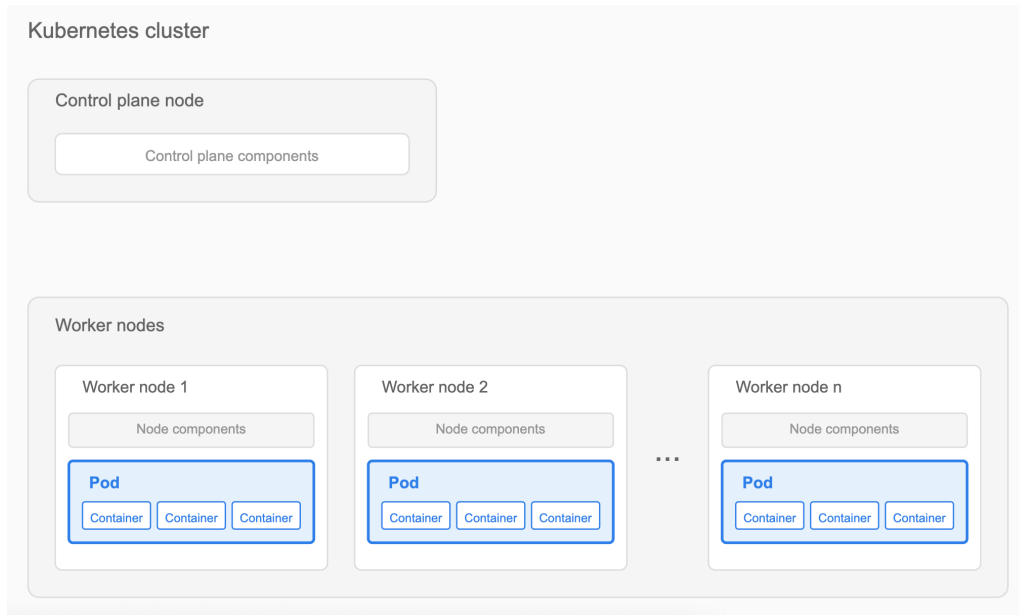 Kubernetes cluster
Control plane node
Control plane components
Worker nodes
Worker node 1
Node components
Pod
Container Container Container
Worker node 2
Node components
Pod
Container Container Container
...
Worker node n
Node components
Pod
Container Container Container